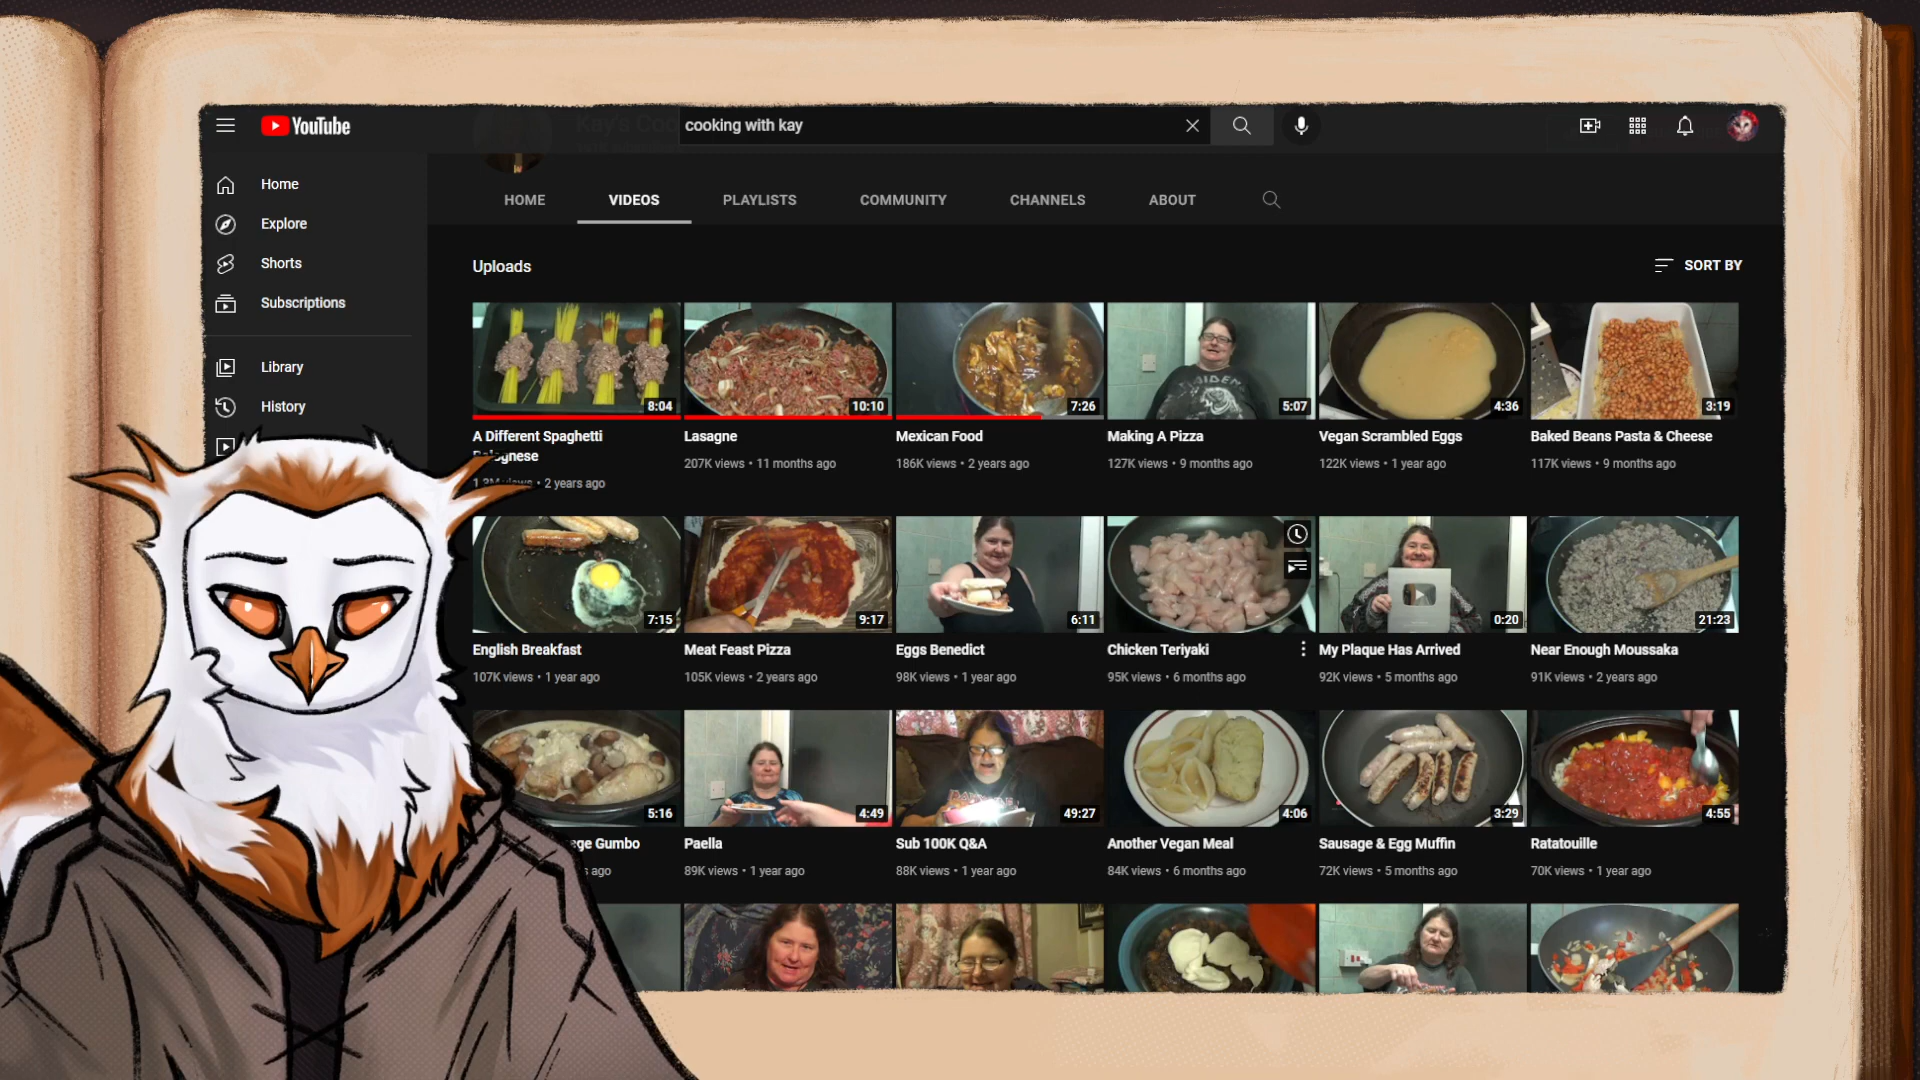 YouTube
cooking with kay
Home
Explore
Shorts
Subscriptions
Library
History
HOME
VIDEOS
PLAYLISTS
COMMUNITY
CHANNELS
ABOUT
Uploads
SORT BY
8:04
10:10
7:26
5:07
4:36
3:19
A Different Spaghetti
Bolognese
1.3M views • 2 years ago
Lasagne
207K views • 11 months ago
Mexican Food
186K views • 2 years ago
Making A Pizza
127K views • 9 months ago
Vegan Scrambled Eggs
122K views • 1 year ago
Baked Beans Pasta & Cheese
117K views • 9 months ago
7:15
9:17
6:11
0:20
21:23
English Breakfast
107K views • 1 year ago
Meat Feast Pizza
105K views • 2 years ago
Eggs Benedict
98K views • 1 year ago
Chicken Teriyaki
95K views • 6 months ago
My Plaque Has Arrived
92K views • 5 months ago
Near Enough Moussaka
91K views • 2 years ago
5:16
4:49
49:27
4:06
3:29
4:55
Gumbo
ago
Paella
89K views • 1 year ago
Sub 100K Q&A
88K views • 1 year ago
Another Vegan Meal
84K views • 6 months ago
Sausage & Egg Muffin
72K views • 5 months ago
Ratatouille
70K views • 1 year ago